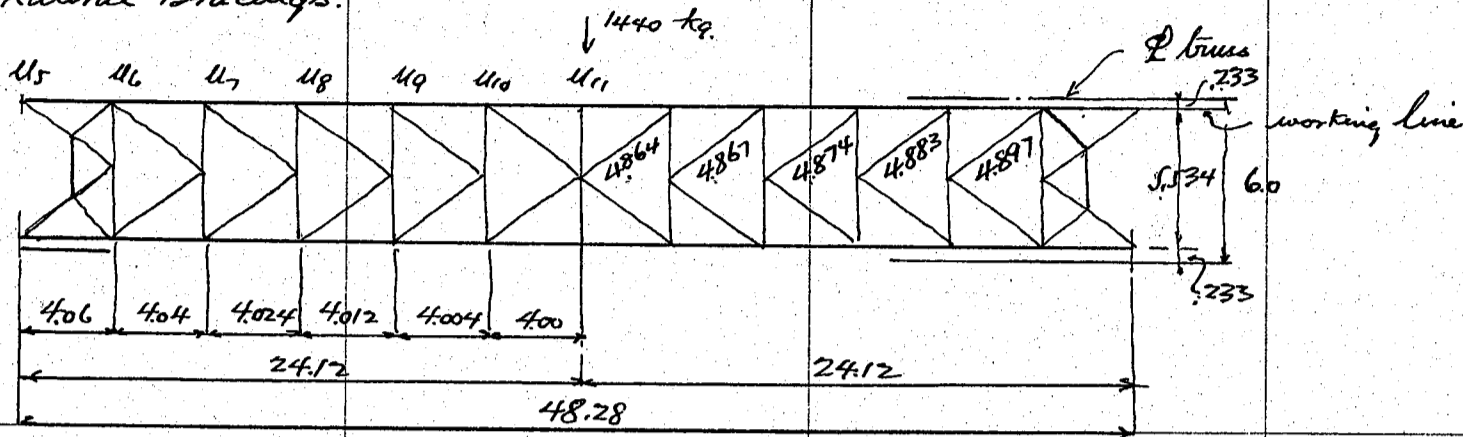 Bracings.
1440 kg.
℄ truss
U5 U6 U7 U8 U9 U10 U11
.233
working line
4.864 4.867 4.874 4.883 4.897
5.534 6.0
.233
4.06 4.04 4.024 4.012 4.004 4.00
24.12 24.12
48.28